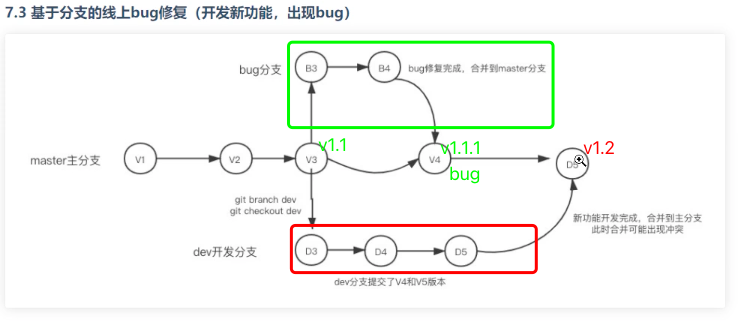 7.3 基于分支的线上bug修复（开发新功能，出现bug）
bug分支
B3
B4
bug修复完成，合并到master分支
v1.1
v1.1.1
v1.2
master主分支
V1
V2
V3
V4
bug
git branch dev
git checkout dev
新功能开发完成，合并到主分支
此时合并可能出现冲突
dev开发分支
D3
D4
D5
dev分支提交了V4和V5版本